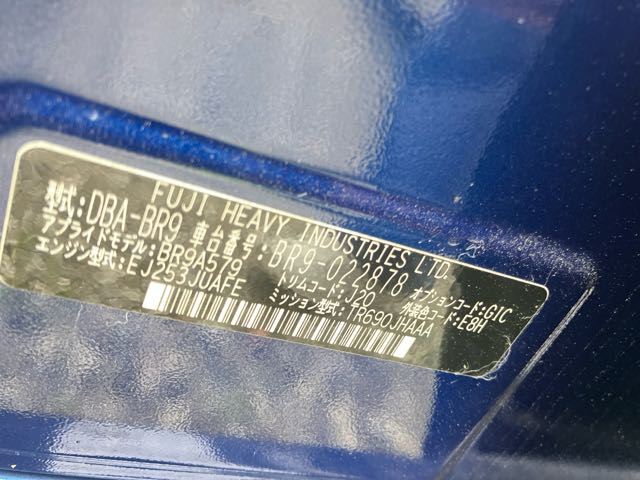 FUJI HEAVY INDUSTRIES LTD.
型式:DBA-BR9 車台番号:BR9-022878
アプライドモデル:BR9A579 トリムコード:J20 オプションコード:GTC
エンジン型式:EJ253JUAFE ミッション型式:TR690JHAAA 外装色コード:E8H